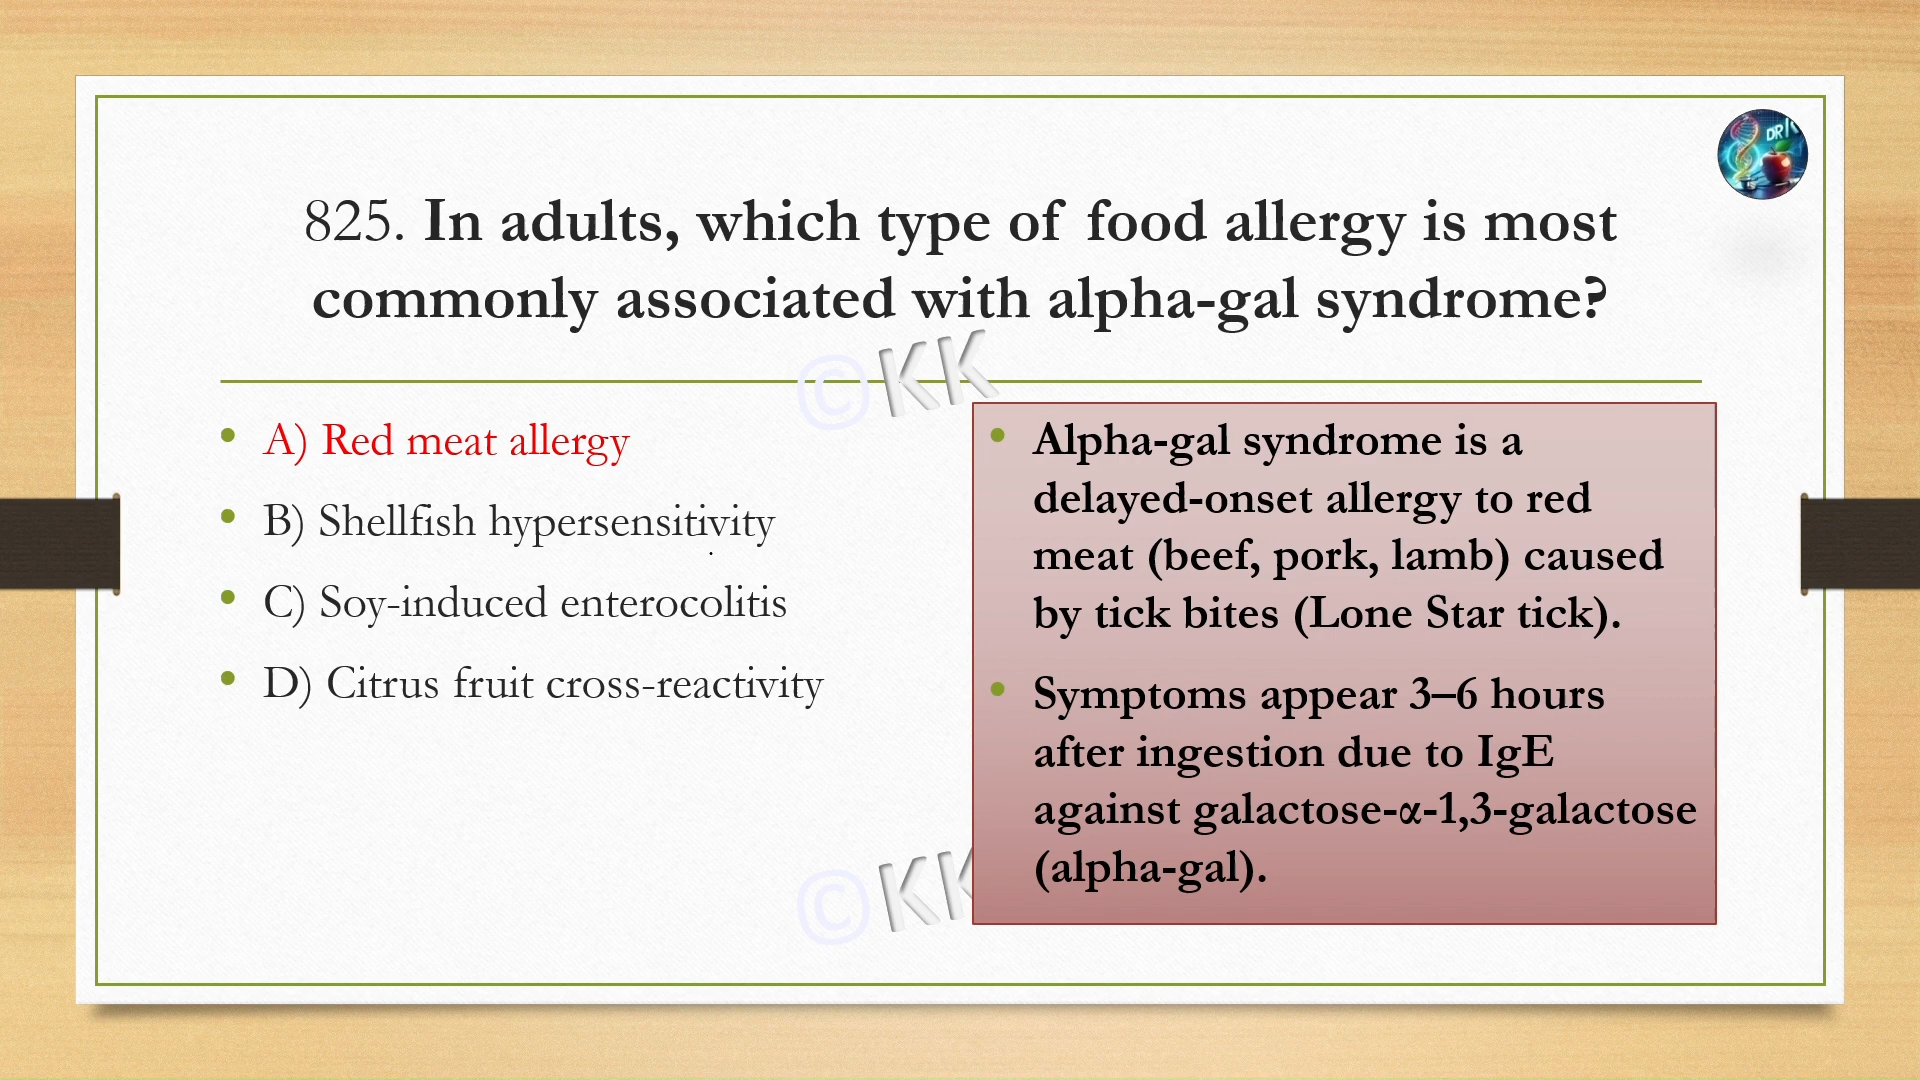 DR K
825. In adults, which type of food allergy is most
commonly associated with alpha-gal syndrome?
©KK
• A) Red meat allergy
• B) Shellfish hypersensitivity
• C) Soy-induced enterocolitis
• D) Citrus fruit cross-reactivity
• Alpha-gal syndrome is a
delayed-onset allergy to red
meat (beef, pork, lamb) caused
by tick bites (Lone Star tick).
• Symptoms appear 3–6 hours
after ingestion due to IgE
against galactose-α-1,3-galactose
(alpha-gal).
©KK